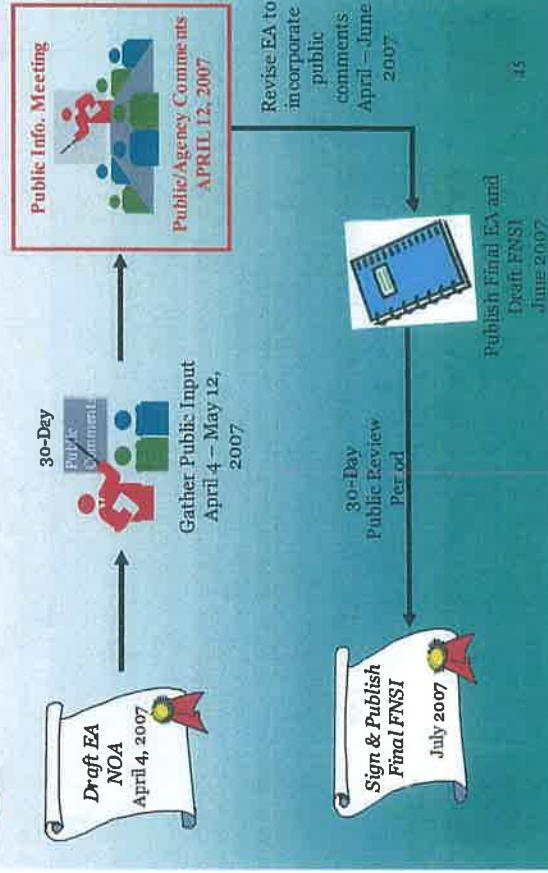 Draft EA
NOA
April 4, 2007
30-Day
Public
Comment
Gather Public Input
April 4 – May 12,
2007
Public Info. Meeting
Public/Agency Comments
APRIL 12, 2007
Revise EA to
incorporate
public
comments
April – June
2007
Publish Final EA and
Draft FNSI
June 2007
30-Day
Public Review
Per od
Sign & Publish
Final FNSI
July 2007
45